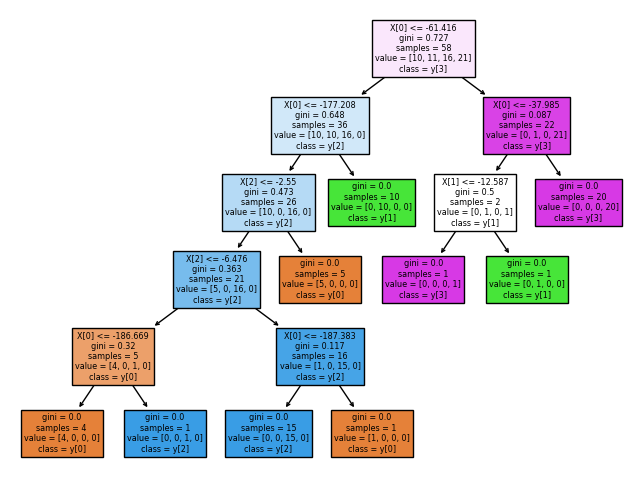 X[0] <= -61.416
gini = 0.727
samples = 58
value = [10, 11, 16, 21]
class = y[3]
X[0] <= -177.208
gini = 0.648
samples = 36
value = [10, 10, 16, 0]
class = y[2]
X[0] <= -37.985
gini = 0.087
samples = 22
value = [0, 1, 0, 21]
class = y[3]
X[2] <= -2.55
gini = 0.473
samples = 26
value = [10, 0, 16, 0]
class = y[2]
gini = 0.0
samples = 10
value = [0, 10, 0, 0]
class = y[1]
X[1] <= -12.587
gini = 0.5
samples = 2
value = [0, 1, 0, 1]
class = y[1]
gini = 0.0
samples = 20
value = [0, 0, 0, 20]
class = y[3]
X[2] <= -6.476
gini = 0.363
samples = 21
value = [5, 0, 16, 0]
class = y[2]
gini = 0.0
samples = 5
value = [5, 0, 0, 0]
class = y[0]
gini = 0.0
samples = 1
value = [0, 0, 0, 1]
class = y[3]
gini = 0.0
samples = 1
value = [0, 1, 0, 0]
class = y[1]
X[0] <= -186.669
gini = 0.32
samples = 5
value = [4, 0, 1, 0]
class = y[0]
X[0] <= -187.383
gini = 0.117
samples = 16
value = [1, 0, 15, 0]
class = y[2]
gini = 0.0
samples = 4
value = [4, 0, 0, 0]
class = y[0]
gini = 0.0
samples = 1
value = [0, 0, 1, 0]
class = y[2]
gini = 0.0
samples = 15
value = [0, 0, 15, 0]
class = y[2]
gini = 0.0
samples = 1
value = [1, 0, 0, 0]
class = y[0]